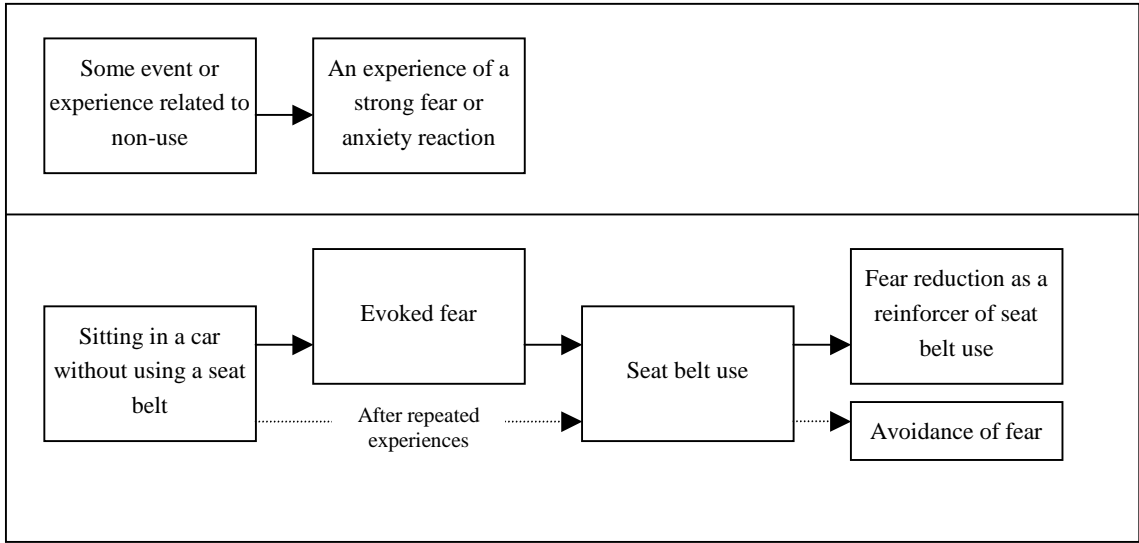 Some event or
experience related to
non-use
An experience of a
strong fear or
anxiety reaction
Sitting in a car
without using a seat
belt
Evoked fear
After repeated
experiences
Seat belt use
Fear reduction as a
reinforcer of seat
belt use
Avoidance of fear